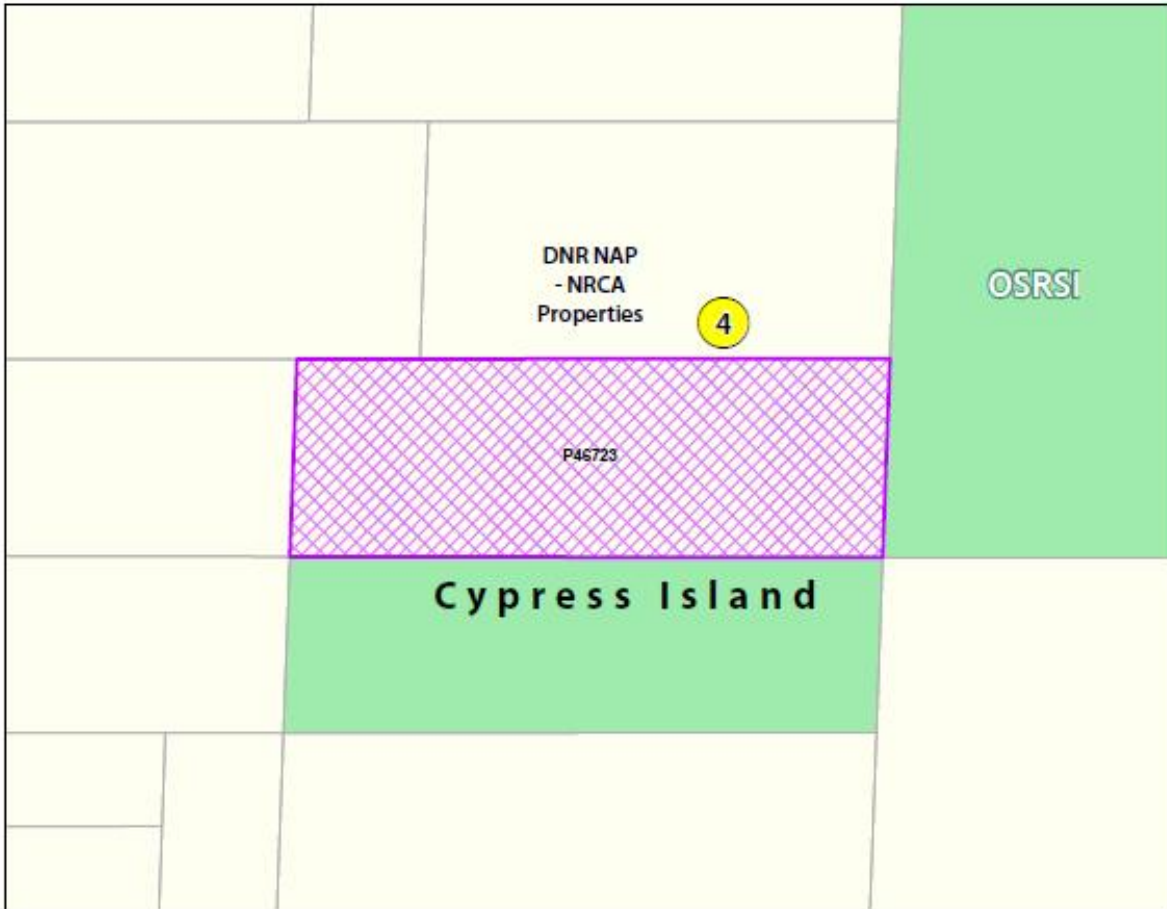 DNR NAP
- NRCA
Properties
4
OSRSI
P46723
Cypress Island